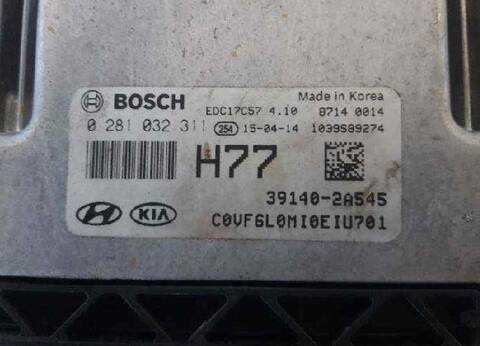 BOSCH EDC17C57 4.10 Made in Korea
8714 0014
0 281 032 311 254 15-04-14 1039S89274
H77
39140-2A545
KIA C0VF6L0MI0EIU701